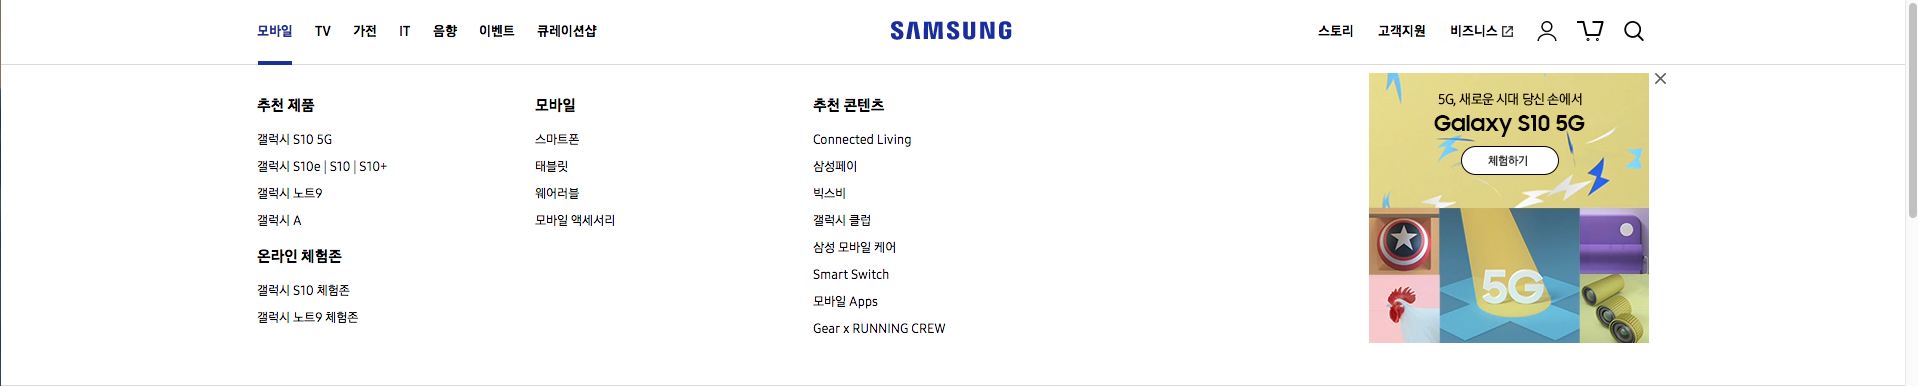 모바일 TV 가전 IT 음향 이벤트 큐레이션샵
SAMSUNG
스토리 고객지원 비즈니스
추천 제품
갤럭시 S10 5G
갤럭시 S10e | S10 | S10+
갤럭시 노트9
갤럭시 A
온라인 체험존
갤럭시 S10 체험존
갤럭시 노트9 체험존
모바일
스마트폰
태블릿
웨어러블
모바일 액세서리
추천 콘텐츠
Connected Living
삼성페이
빅스비
갤럭시 클럽
삼성 모바일 케어
Smart Switch
모바일 Apps
Gear x RUNNING CREW
5G, 새로운 시대 당신 손에서
Galaxy S10 5G
체험하기
5G